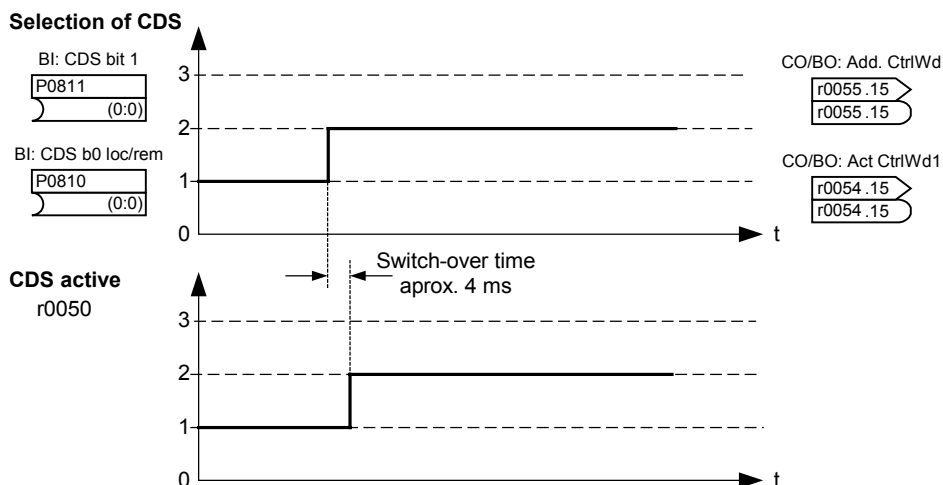 Selection of CDS
BI: CDS bit 1
P0811
(0:0)
BI: CDS b0 loc/rem
P0810
(0:0)
3
2
1
0
t
CO/BO: Add. CtrlWd
r0055 .15
r0055 .15
CO/BO: Act CtrlWd1
r0054 .15
r0054 .15
Switch-over time
aprox. 4 ms
CDS active
r0050
3
2
1
0
t